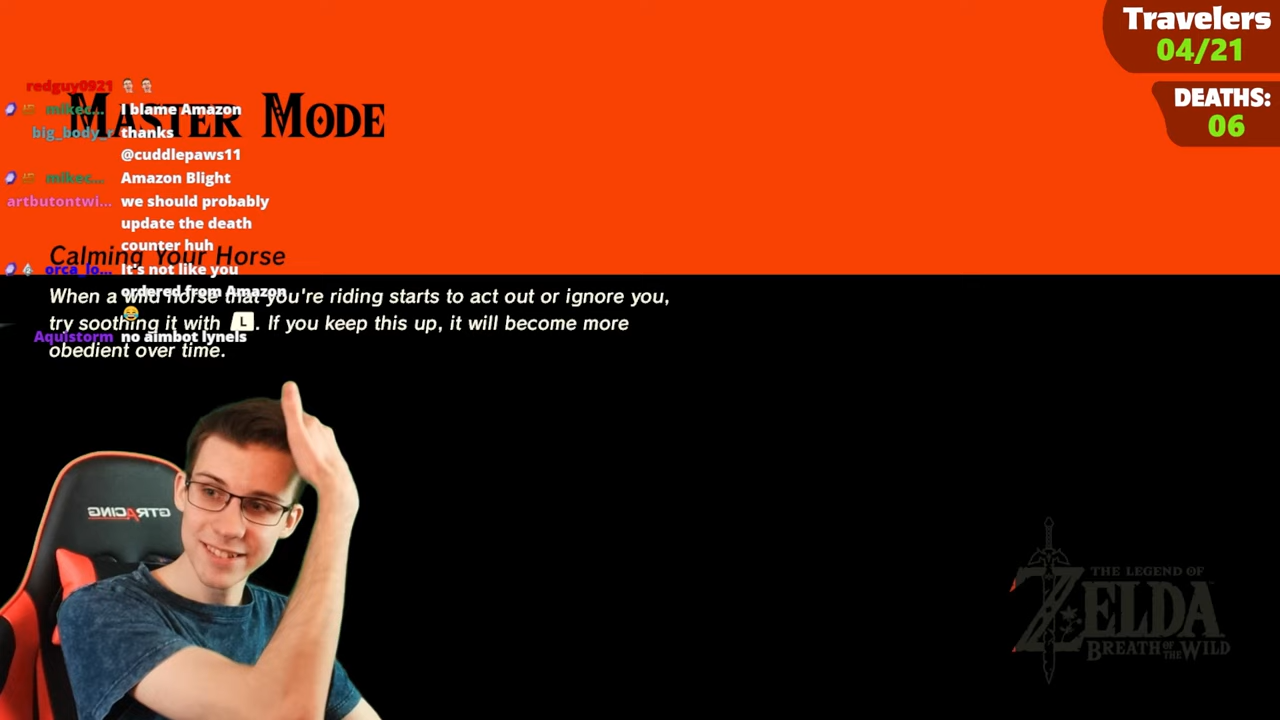 Travelers
04/21
DEATHS:
06
Master Mode
redguy0921
mikec... I blame Amazon
big_body_r thanks
@cuddlepaws11
mikec... Amazon Blight
artbutontwi... we should probably
update the death
counter huh
orca_lo... It's not like you
ordered from Amazon
😂
Aquistorm no aimbot lynels
Calming Your Horse
When a wild horse that you're riding starts to act out or ignore you,
try soothing it with L. If you keep this up, it will become more
obedient over time.
GTRACING
THE LEGEND OF
ZELDA
BREATH OF THE WILD